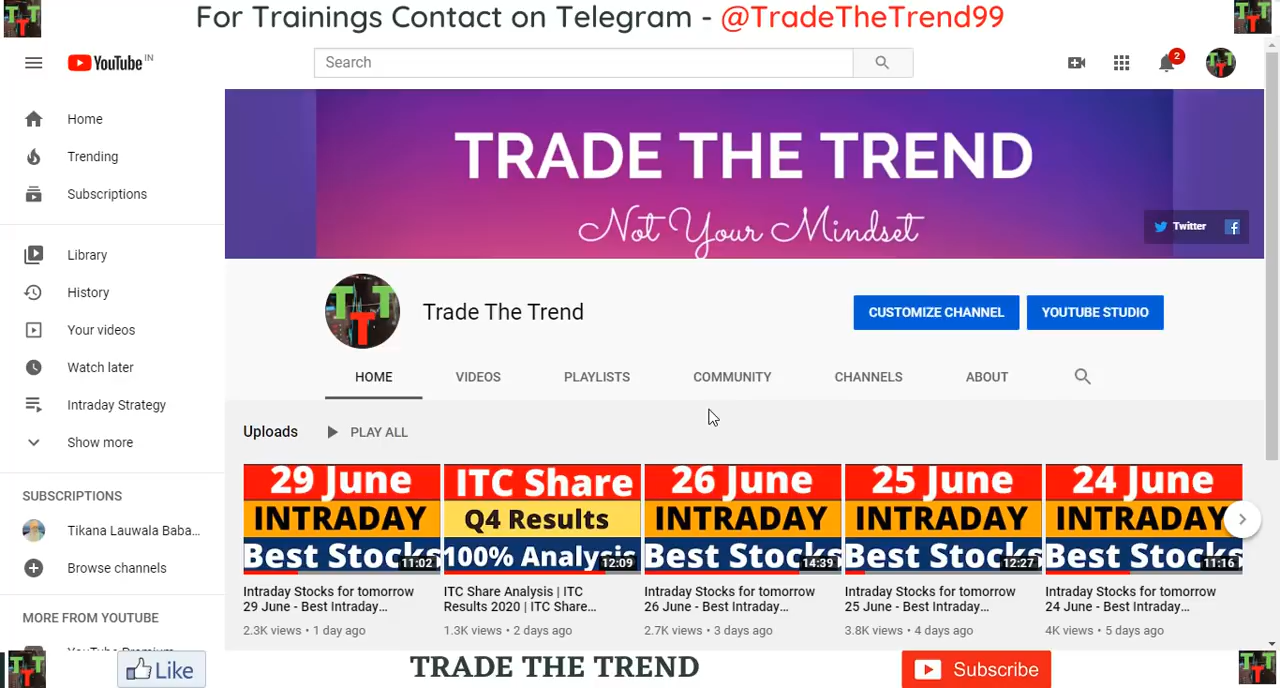 For Trainings Contact on Telegram - @TradeTheTrend99
YouTube IN
Search
2
Home
Trending
Subscriptions
Library
History
Your videos
Watch later
Intraday Strategy
Show more
SUBSCRIPTIONS
Tikana Lauwala Baba...
Browse channels
MORE FROM YOUTUBE
TRADE THE TREND
Not Your Mindset
Twitter
TTT
Trade The Trend
CUSTOMIZE CHANNEL
YOUTUBE STUDIO
HOME
VIDEOS
PLAYLISTS
COMMUNITY
CHANNELS
ABOUT
Uploads
PLAY ALL
29 June
INTRADAY
Best Stocks
11:02
Intraday Stocks for tomorrow
29 June - Best Intraday...
2.3K views • 1 day ago
ITC Share
Q4 Results
100% Analysis
12:09
ITC Share Analysis | ITC
Results 2020 | ITC Share...
1.3K views • 2 days ago
26 June
INTRADAY
Best Stocks
14:39
Intraday Stocks for tomorrow
26 June - Best Intraday...
2.7K views • 3 days ago
25 June
INTRADAY
Best Stocks
12:27
Intraday Stocks for tomorrow
25 June - Best Intraday...
3.8K views • 4 days ago
24 June
INTRADAY
Best Stocks
11:16
Intraday Stocks for tomorrow
24 June - Best Intraday...
4K views • 5 days ago
Like
TRADE THE TREND
Subscribe